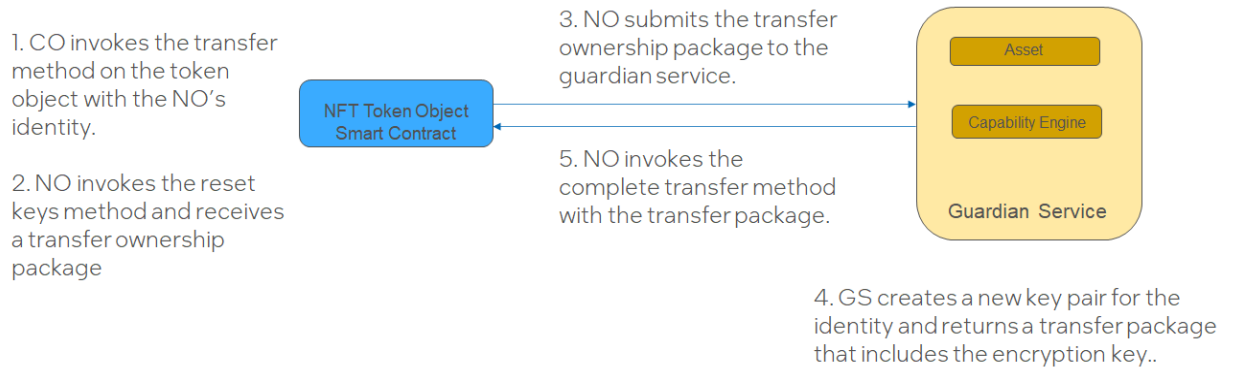 1. CO invokes the transfer
method on the token
object with the NO's
identity.
2. NO invokes the reset
keys method and receives
a transfer ownership
package
NFT Token Object
Smart Contract
3. NO submits the transfer
ownership package to the
guardian service.
5. NO invokes the
complete transfer method
with the transfer package.
Asset
Capability Engine
Guardian Service
4. GS creates a new key pair for the
identity and returns a transfer package
that includes the encryption key..